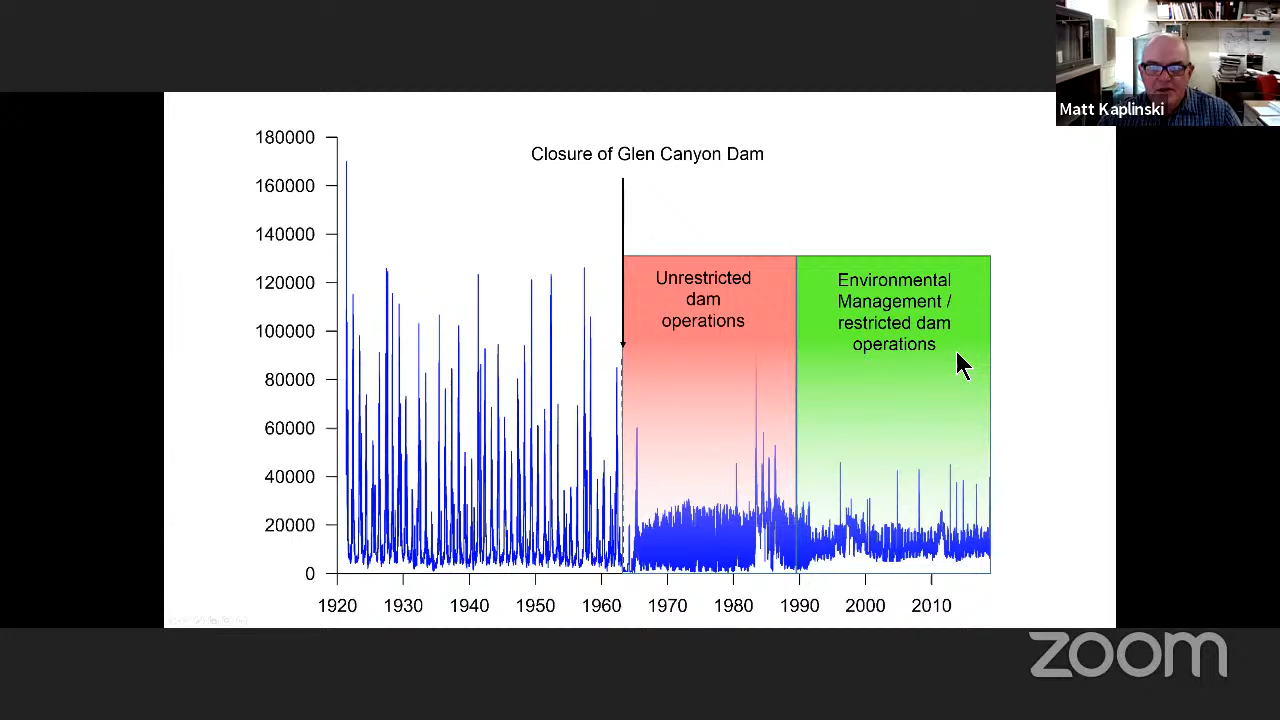 Matt Kaplinski
Closure of Glen Canyon Dam
180000
160000
140000
120000
100000
80000
60000
40000
20000
0
Unrestricted
dam
operations
Environmental
Management /
restricted dam
operations
1920 1930 1940 1950 1960 1970 1980 1990 2000 2010
zoom